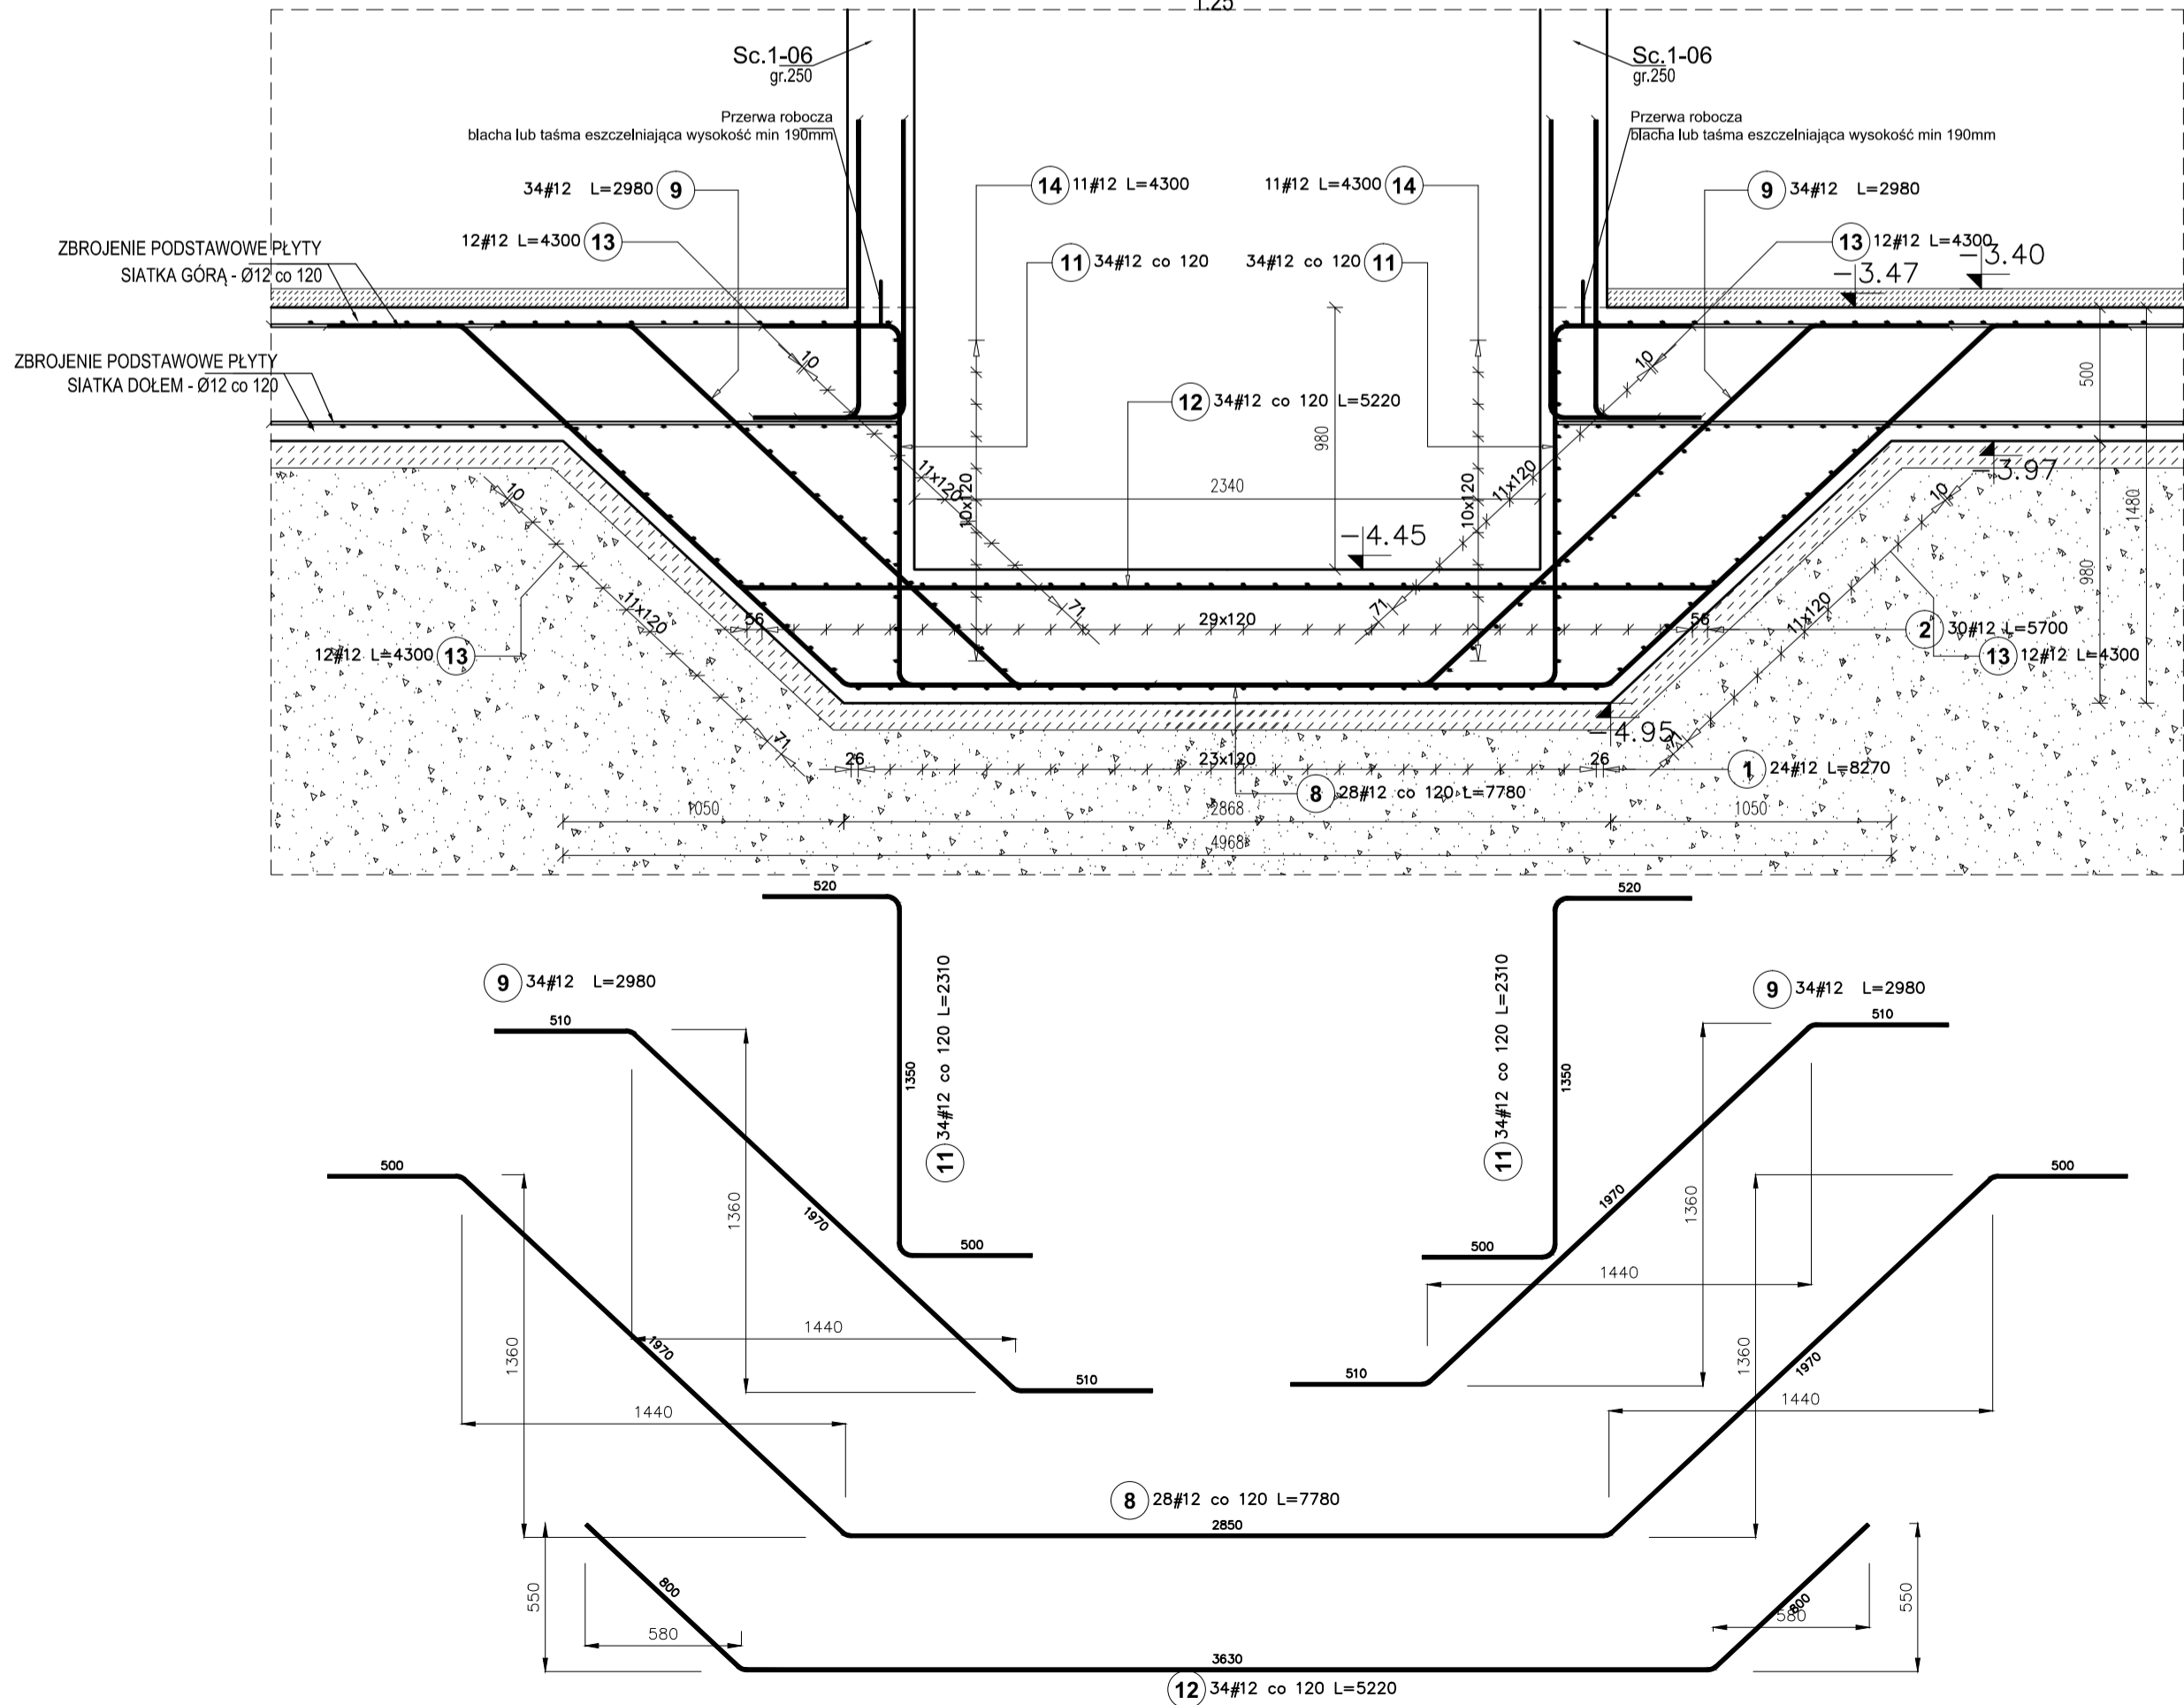 1:25
Sc.1-06
gr.250
Sc.1-06
gr.250
Przerwa robocza
blacha lub taśma eszczelniająca wysokość min 190mm
Przerwa robocza
blacha lub taśma eszczelniająca wysokość min 190mm
34#12 L=2980 9
14 11#12 L=4300
11#12 L=4300 14
9 34#12 L=2980
12#12 L=4300 13
13 12#12 L=4300
11 34#12 co 120
34#12 co 120 11
ZBROJENIE PODSTAWOWE PŁYTY
SIATKA GÓRĄ - Ø12 co 120
-3.47
-3.40
ZBROJENIE PODSTAWOWE PŁYTY
SIATKA DOŁEM - Ø12 co 120
10
10
12 34#12 co 120 L=5220
980
500
11x120
10x120
2340
10x120
11x120
-3.97
10
10
1480
-4.45
980
11x120
71
71
11x120
56
29x120
56
2 30#12 L=5700
12#12 L=4300 13
13 12#12 L=4300
-4.95
71
71
26
23x120
26
1 24#12 L=8270
8 28#12 co 120 L=7780
1050
2868
1050
4968
520
520
11 34#12 co 120 L=2310
11 34#12 co 120 L=2310
9 34#12 L=2980
9 34#12 L=2980
510
510
1350
1350
500
500
1360
1970
1970
1360
500
500
1440
1440
510
510
1360
1970
1970
1360
1440
1440
8 28#12 co 120 L=7780
2850
550
800
800
550
580
580
3630
12 34#12 co 120 L=5220